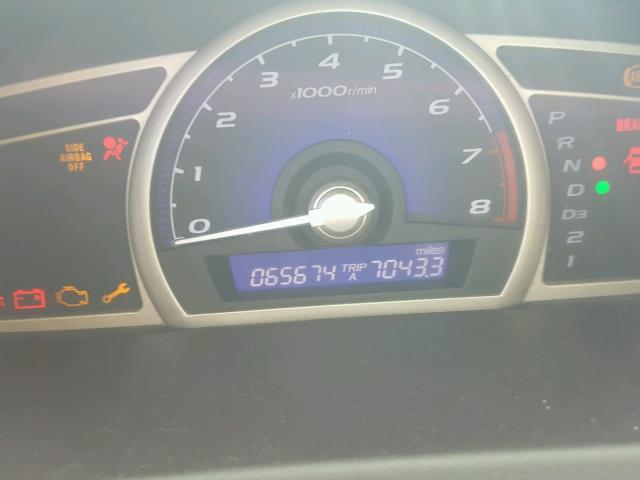 4
3
5
x1000r/min
2
6
1
7
0
8
SIDE
AIRBAG
OFF
miles
065674 TRIP A 7043.3
P
R
N
D
D3
2
1